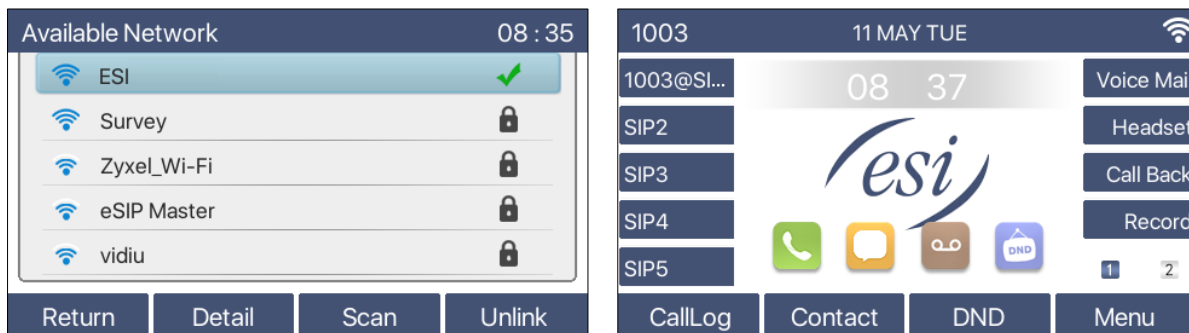 Available Network 08 : 35
ESI
Survey
Zyxel_Wi-Fi
eSIP Master
vidiu
Return Detail Scan Unlink
1003 11 MAY TUE
1003@SI... 08 37 Voice Mai
SIP2 Headset
SIP3 esi Call Back
SIP4 Record
DND
SIP5 1 2
CallLog Contact DND Menu